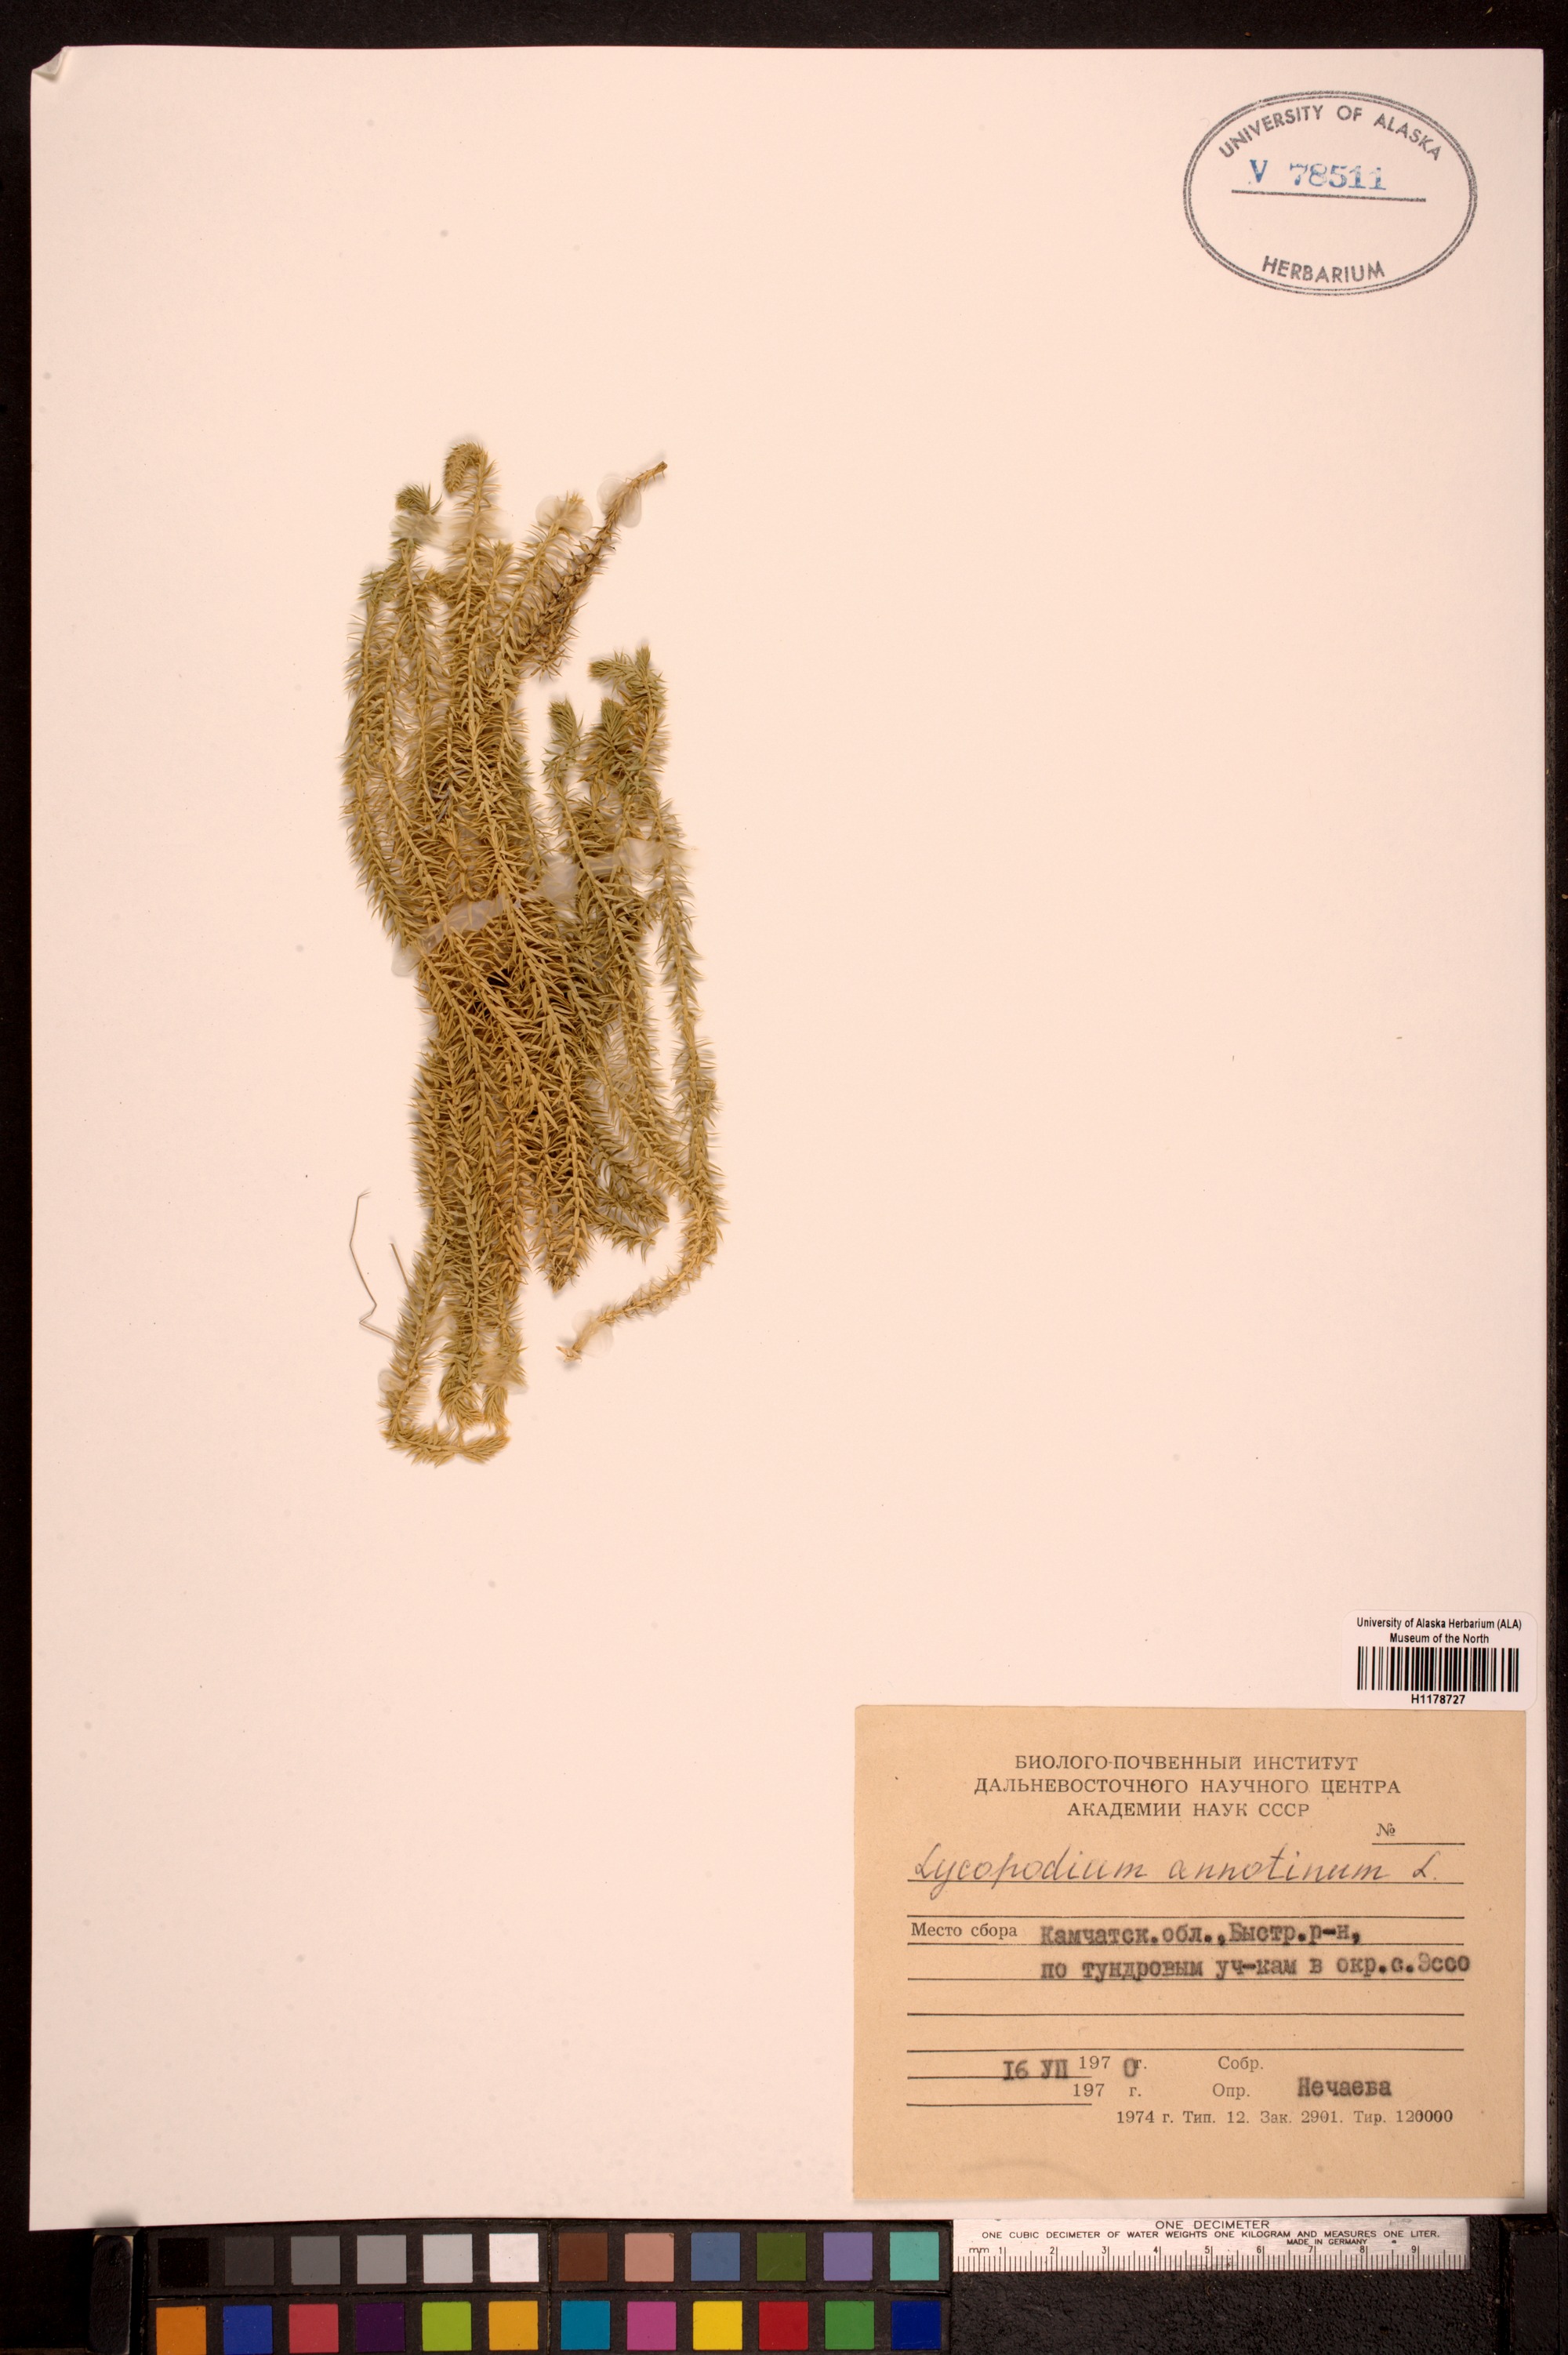 UNIVERSITY OF ALASKA
V 78511
HERBARIUM
University of Alaska Herbarium (ALA)
Museum of the North
H1178727
БИОЛОГО-ПОЧВЕННЫЙ ИНСТИТУТ
ДАЛЬНЕВОСТОЧНОГО НАУЧНОГО ЦЕНТРА
АКАДЕМИИ НАУК СССР
№
Lycopodium annotinum L.
Место сбора Камчатск.обл.,Быстр.р-н,
по тундровым уч-кам в окр.с.Эссо
I6 УП 1970г. Собр.
197 г. Опр. Нечаева
1974 г. Тип. 12. Зак. 2901. Тир. 120000
ONE DECIMETER
ONE CUBIC DECIMETER OF WATER WEIGHTS ONE KILOGRAM AND MEASURES ONE LITER.
MADE IN GERMANY
mm 1 2 3 4 5 6 7 8 9